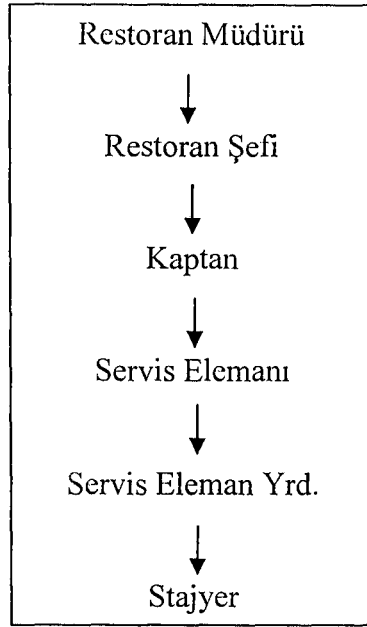 Restoran Müdürü
Restoran Şefi
Kaptan
Servis Elemanı
Servis Eleman Yrd.
Stajyer